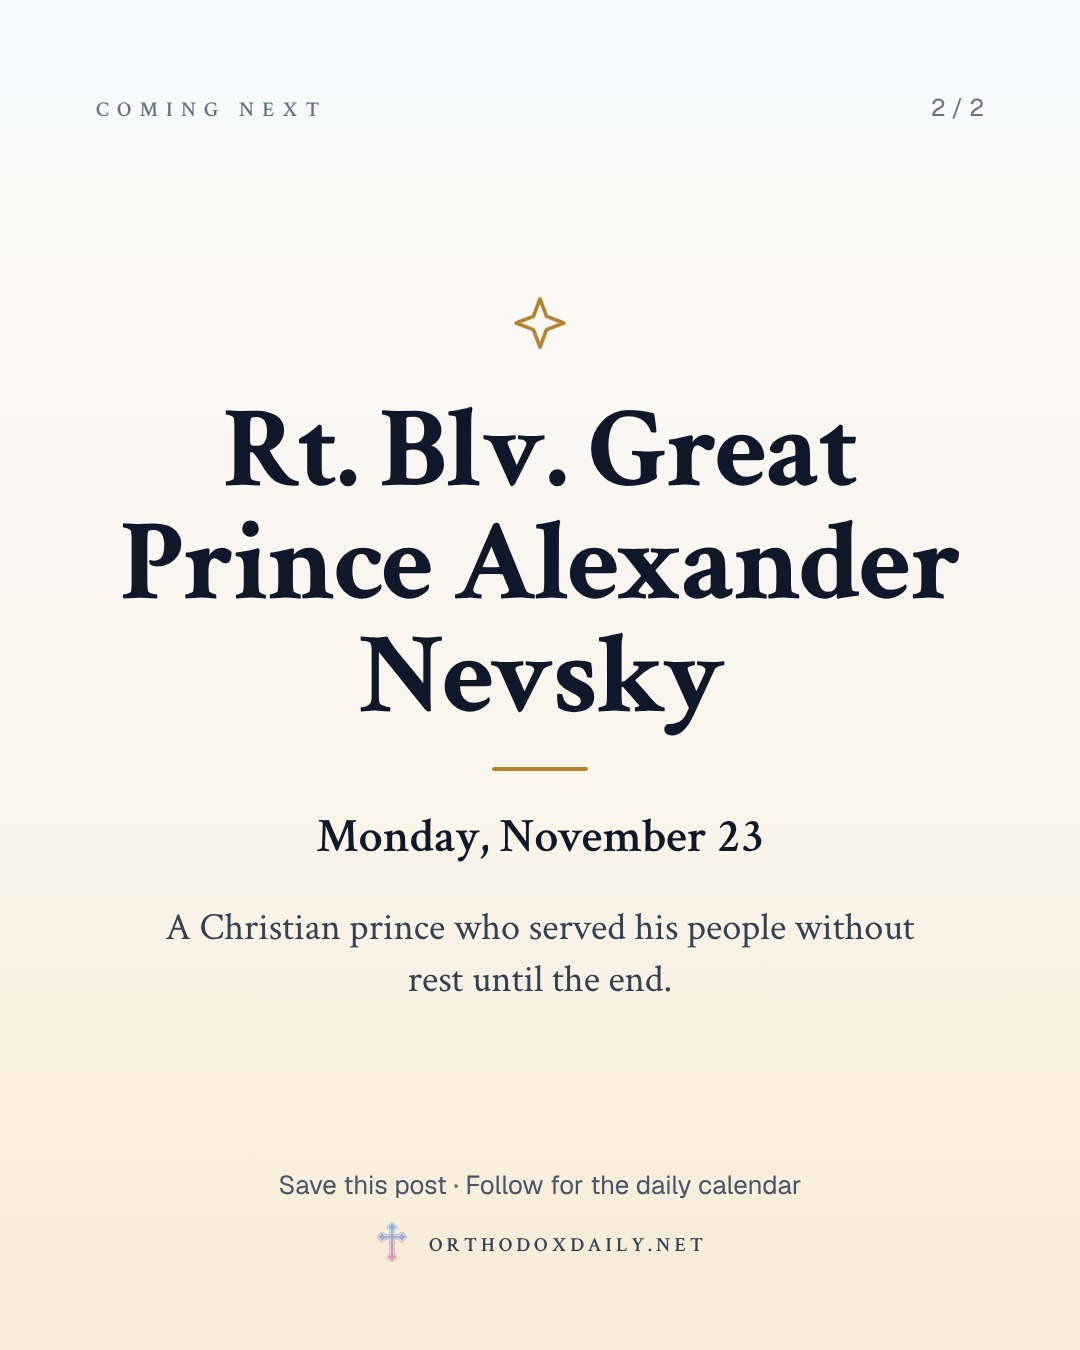 COMING NEXT
2 / 2
Rt. Blv. Great
Prince Alexander
Nevsky
Monday, November 23
A Christian prince who served his people without
rest until the end.
Save this post · Follow for the daily calendar
ORTHODOXDAILY.NET